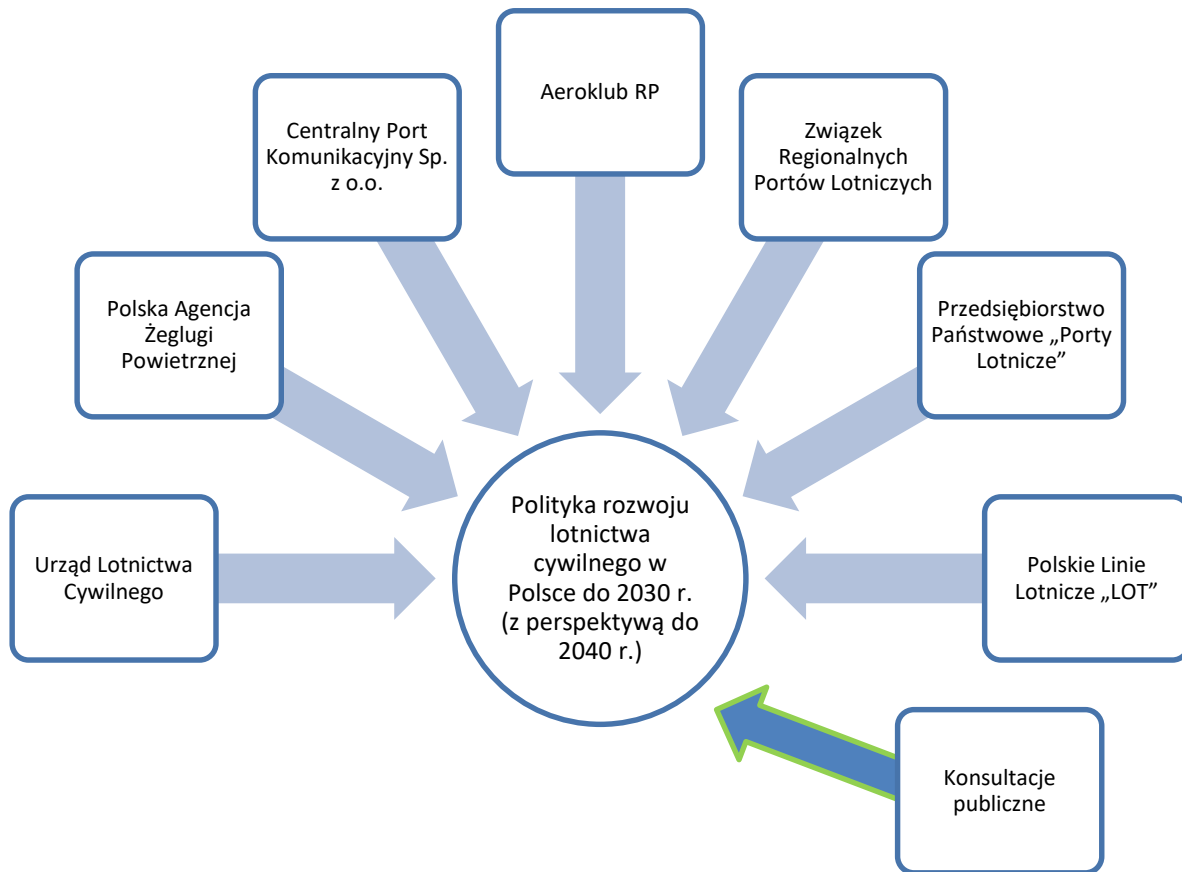 Aeroklub RP
Centralny Port
Komunikacyjny Sp.
z o.o.
Związek
Regionalnych
Portów Lotniczych
Polska Agencja
Żeglugi
Powietrznej
Przedsiębiorstwo
Państwowe „Porty
Lotnicze”
Urząd Lotnictwa
Cywilnego
Polityka rozwoju
lotnictwa
cywilnego w
Polsce do 2030 r.
(z perspektywą do
2040 r.)
Polskie Linie
Lotnicze „LOT”
Konsultacje
publiczne